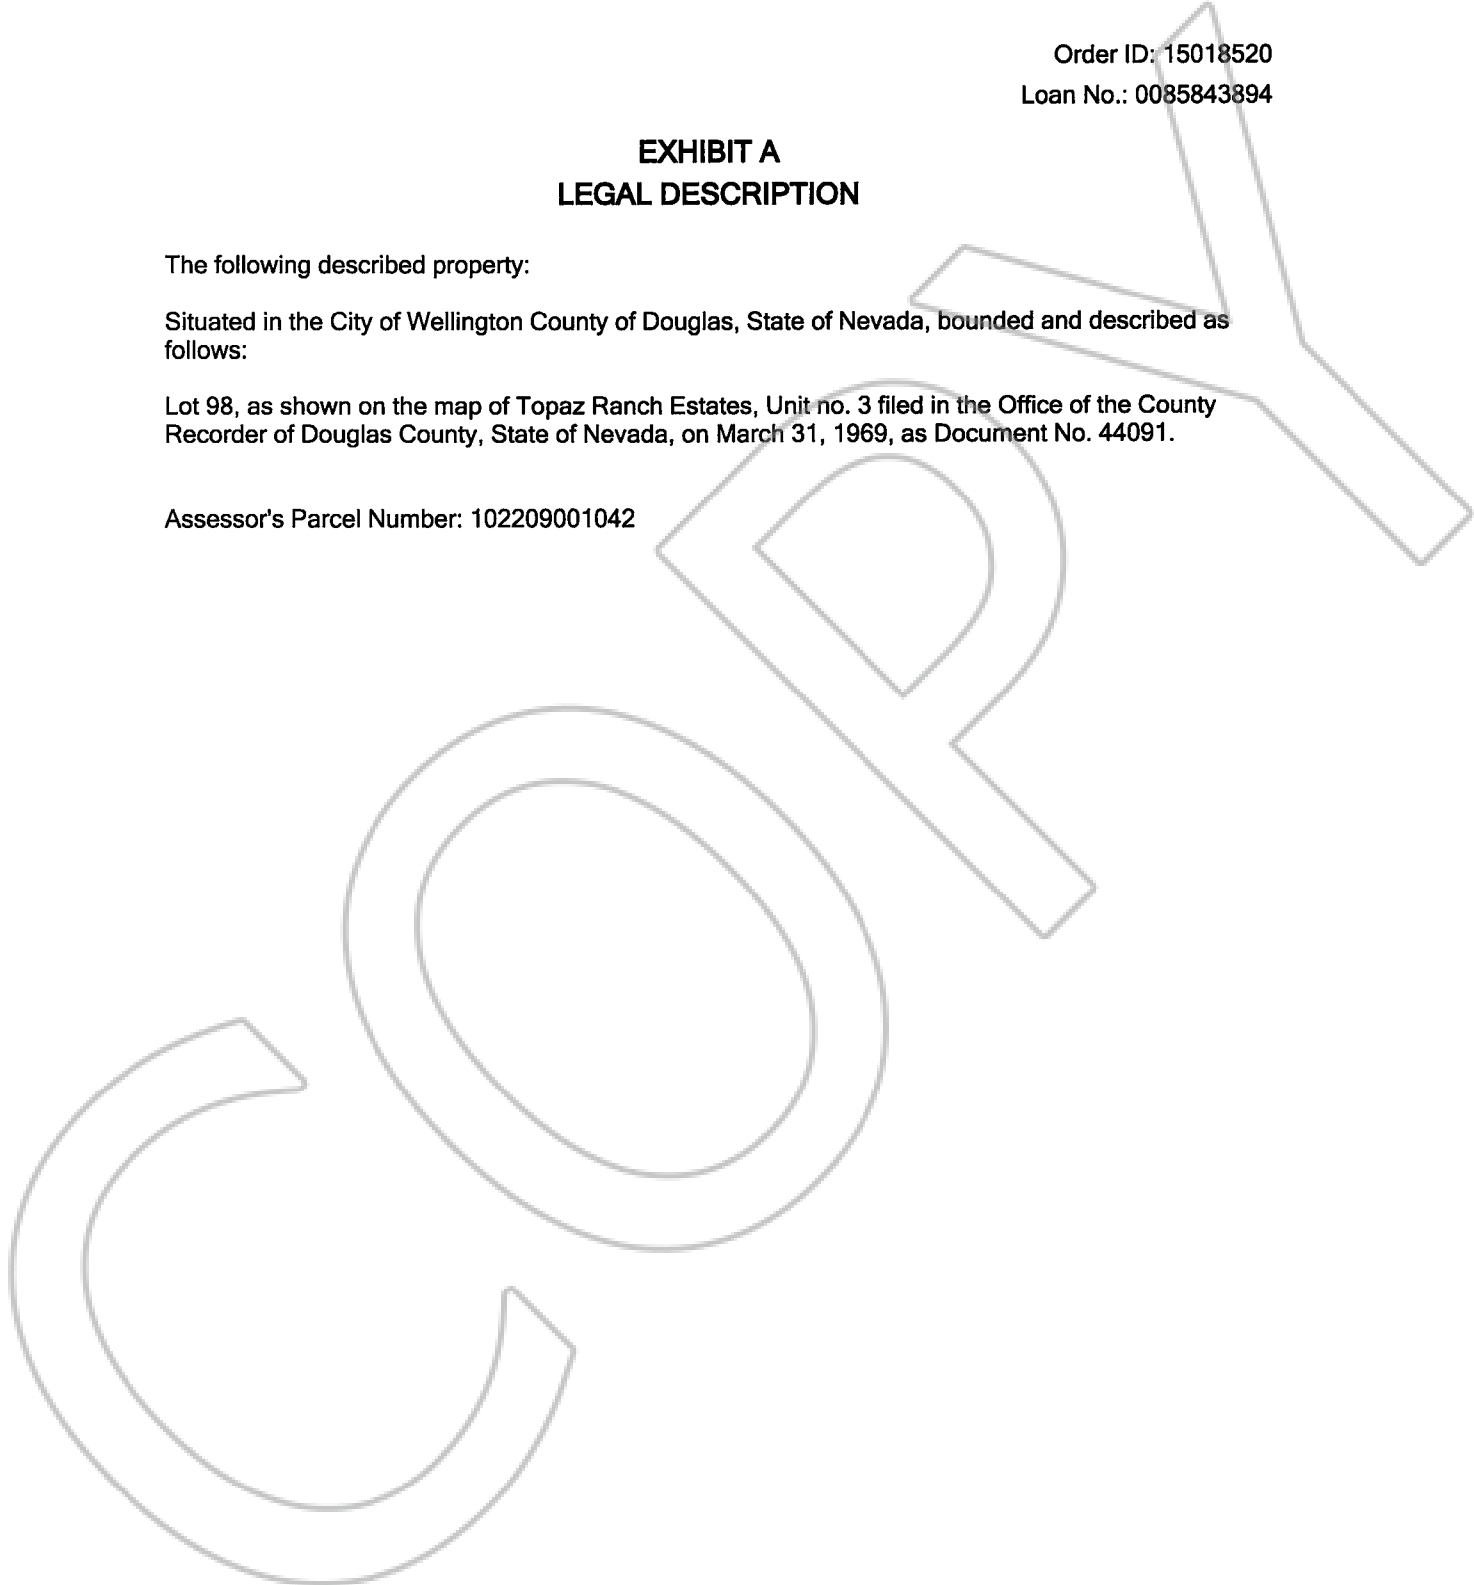 Order ID: 15018520
Loan No.: 0085843894
EXHIBIT A
LEGAL DESCRIPTION
The following described property:
Situated in the City of Wellington County of Douglas, State of Nevada, bounded and described as
follows:
Lot 98, as shown on the map of Topaz Ranch Estates, Unit no. 3 filed in the Office of the County
Recorder of Douglas County, State of Nevada, on March 31, 1969, as Document No. 44091.
Assessor's Parcel Number: 102209001042
COPY